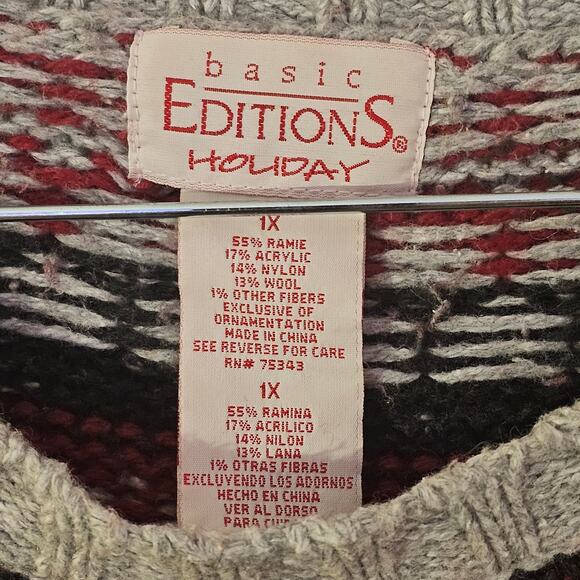 basic
EDITIONS®
HOLIDAY
1X
55% RAMIE
17% ACRYLIC
14% NYLON
13% WOOL
1% OTHER FIBERS
EXCLUSIVE OF
ORNAMENTATION
MADE IN CHINA
SEE REVERSE FOR CARE
RN# 75343
1X
55% RAMINA
17% ACRILICO
14% NILON
13% LANA
1% OTRAS FIBRAS
EXCLUYENDO LOS ADORNOS
HECHO EN CHINA
VER AL DORSO
PARA